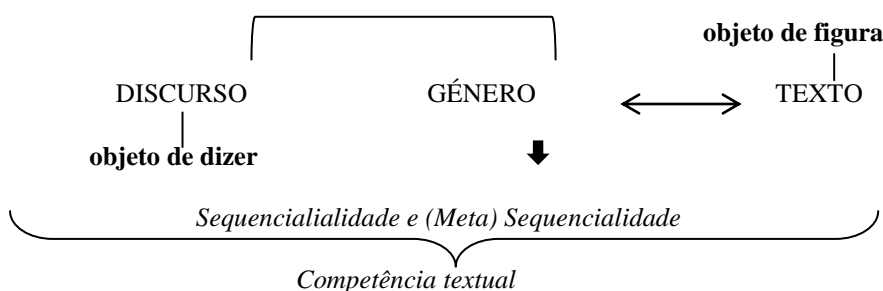 objeto de figura
DISCURSO GÉNERO TEXTO
objeto de dizer
Sequencialialidade e (Meta) Sequencialidade
Competência textual